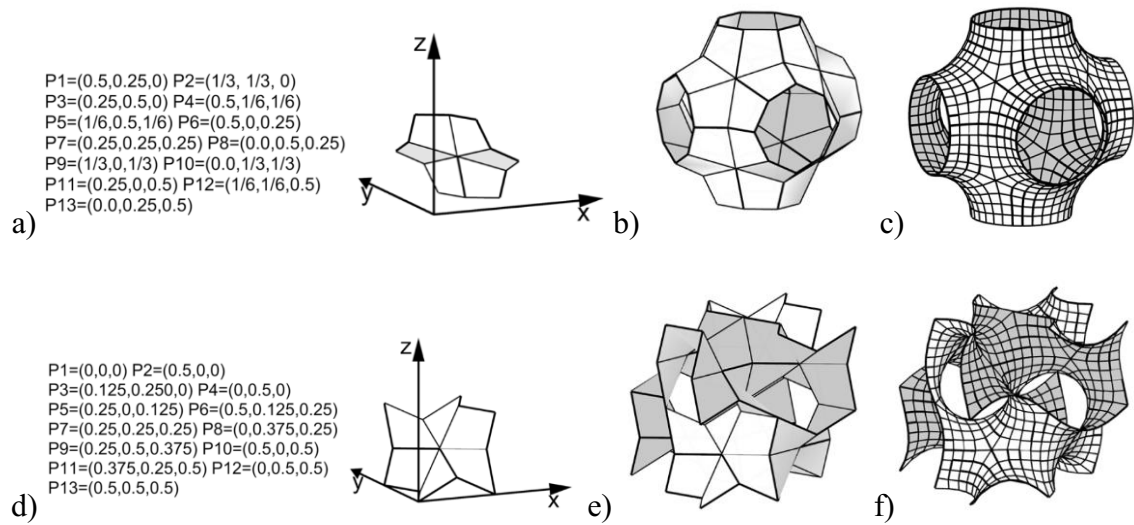 P1=(0.5,0.25,0) P2=(1/3, 1/3, 0)
P3=(0.25,0.5,0) P4=(0.5,1/6,1/6)
P5=(1/6,0.5,1/6) P6=(0.5,0,0.25)
P7=(0.25,0.25,0.25) P8=(0.0,0.5,0.25)
P9=(1/3,0,1/3) P10=(0.0,1/3,1/3)
P11=(0.25,0,0.5) P12=(1/6,1/6,0.5)
P13=(0.0,0.25,0.5)
a)
z
y
x
b)
c)
P1=(0,0,0) P2=(0.5,0,0)
P3=(0.125,0.250,0) P4=(0,0.5,0)
P5=(0.25,0,0.125) P6=(0.5,0.125,0.25)
P7=(0.25,0.25,0.25) P8=(0,0.375,0.25)
P9=(0.25,0.5,0.375) P10=(0.5,0,0.5)
P11=(0.375,0.25,0.5) P12=(0,0.5,0.5)
P13=(0.5,0.5,0.5)
d)
z
y
x
e)
f)